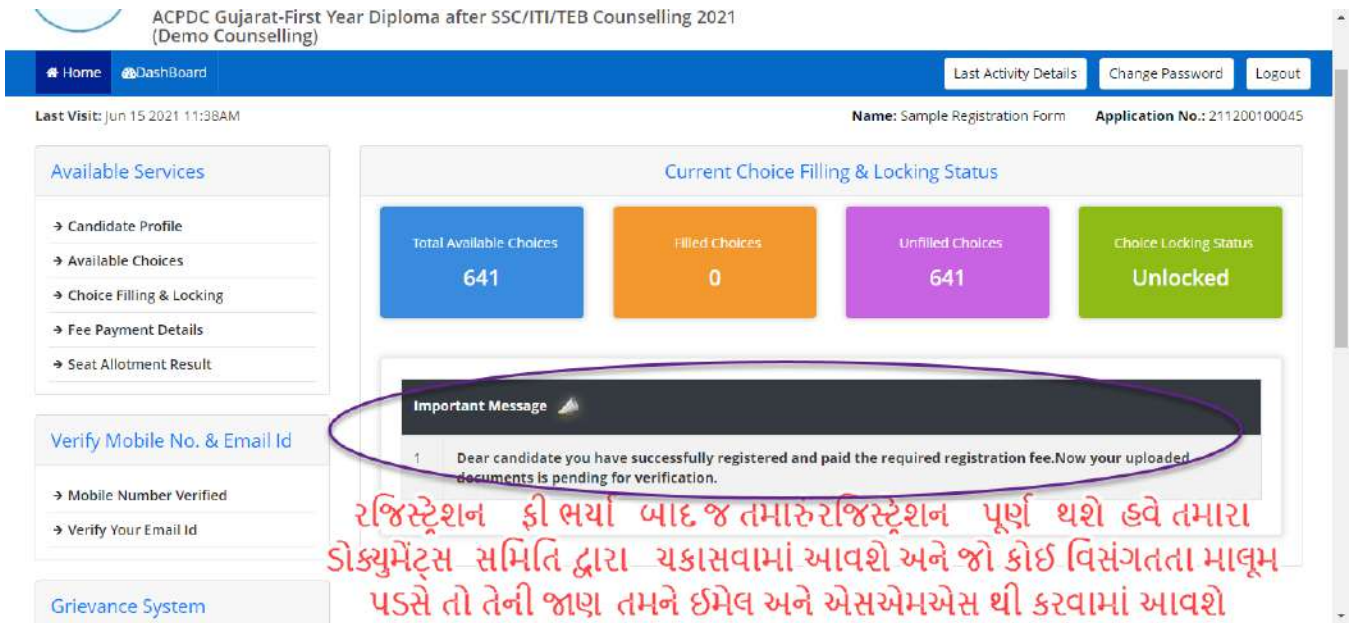 ACPDC Gujarat-First Year Diploma after SSC/ITI/TEB Counselling 2021
(Demo Counselling)
Home DashBoard Last Activity Details Change Password Logout
Last Visit: Jun 15 2021 11:38AM Name: Sample Registration Form Application No.: 211200100045
Available Services
→ Candidate Profile
→ Available Choices
→ Choice Filling & Locking
→ Fee Payment Details
→ Seat Allotment Result
Verify Mobile No. & Email Id
→ Mobile Number Verified
→ Verify Your Email Id
Grievance System
Current Choice Filling & Locking Status
Total Available Choices
641
Filled Choices
0
Unfilled Choices
641
Choice Locking Status
Unlocked
Important Message
1 Dear candidate you have successfully registered and paid the required registration fee.Now your uploaded
documents is pending for verification.
રજિસ્ટ્રેશન ફી ભર્યા બાદ જ તમારું રજિસ્ટ્રેશન પૂર્ણ થશે હવે તમારા
ડોક્યુમેંટ્સ સમિતિ દ્વારા ચકાસવામાં આવશે અને જો કોઈ વિસંગતતા માલૂમ
પડસે તો તેની જાણ તમને ઈમેલ અને એસએમએસ થી કરવામાં આવશે